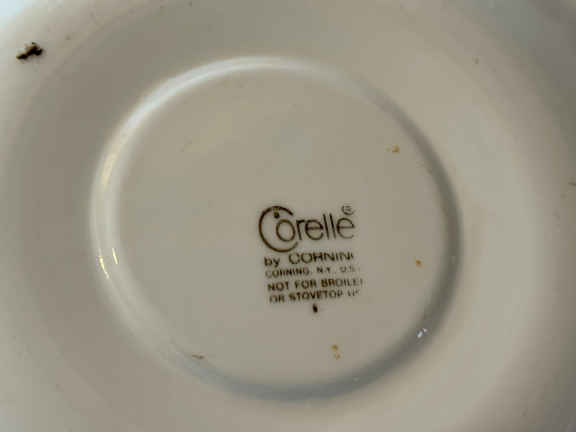 Corelle®
by CORNIN
CORNING, N.Y., U.S.
NOT FOR BROILE
OR STOVETOP U